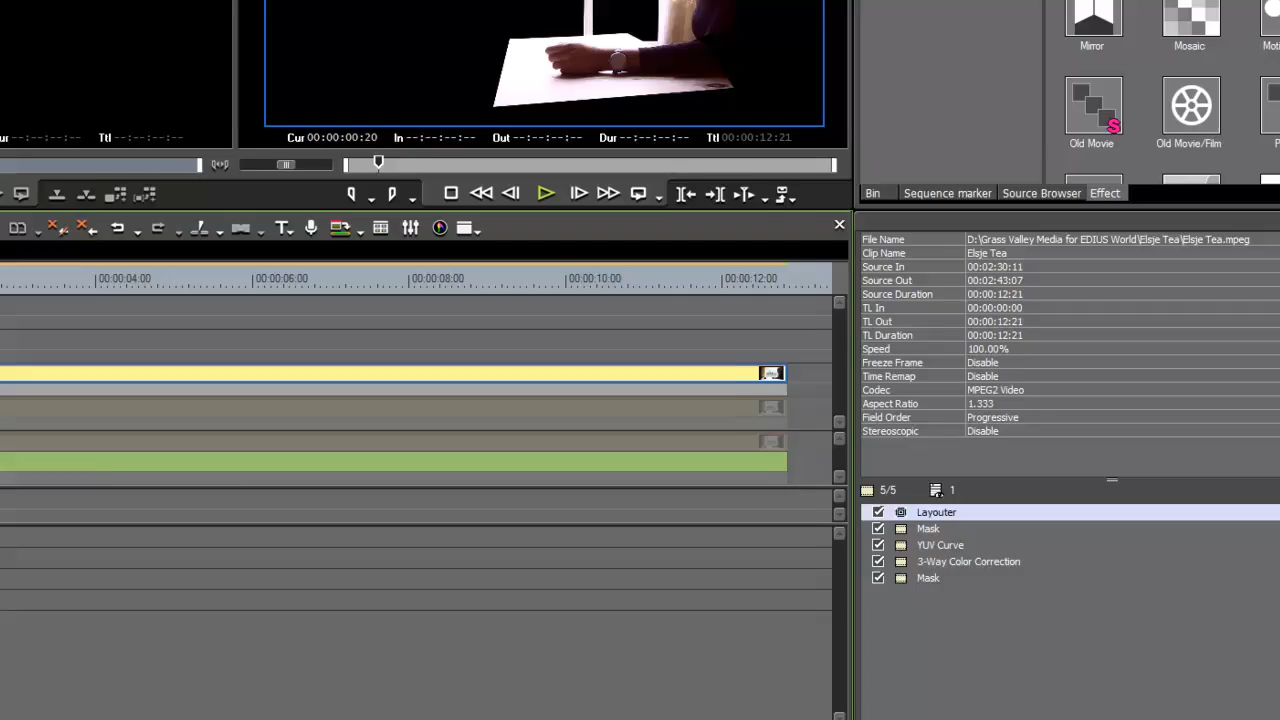 Mirror Mosaic
Old Movie Old Movie/Film
Ttl --:--:--:--
Cur 00:00:00:20 In --:--:--:-- Out --:--:--:-- Dur --:--:--:-- Ttl 00:00:12:21
Bin Sequence marker Source Browser Effect
00:00:04:00 00:00:06:00 00:00:08:00 00:00:10:00 00:00:12:00
File Name D:\Grass Valley Media for EDIUS World\Elsje Tea\Elsje Tea.mpeg
Clip Name Elsje Tea
Source In 00:02:30:11
Source Out 00:02:43:07
Source Duration 00:00:12:21
TL In 00:00:00:00
TL Out 00:00:12:21
TL Duration 00:00:12:21
Speed 100.00%
Freeze Frame Disable
Time Remap Disable
Codec MPEG2 Video
Aspect Ratio 1.333
Field Order Progressive
Stereoscopic Disable
5/5 1
Layouter
Mask
YUV Curve
3-Way Color Correction
Mask